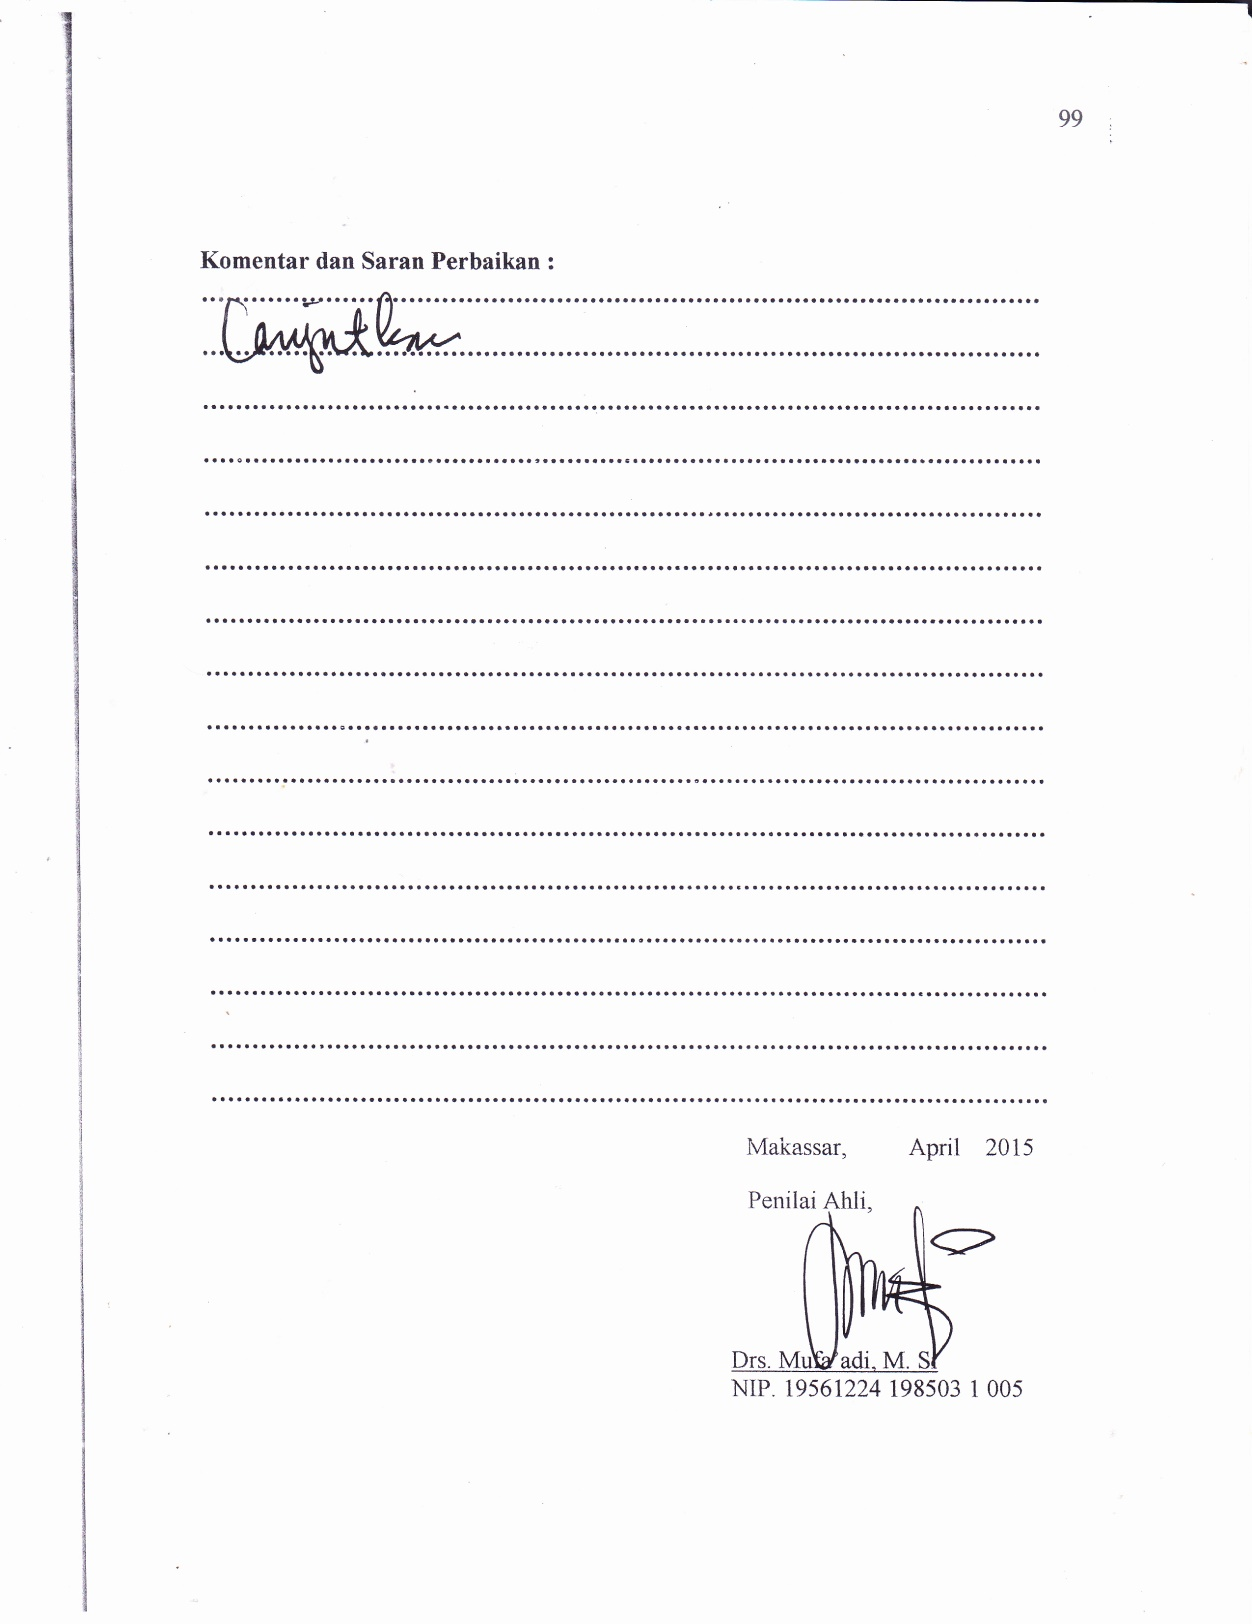 99
Komentar dan Saran Perbaikan :
Lanjutkan
Makassar, April 2015
Penilai Ahli,
Drs. Mufa'adi, M. Si
NIP. 19561224 198503 1 005